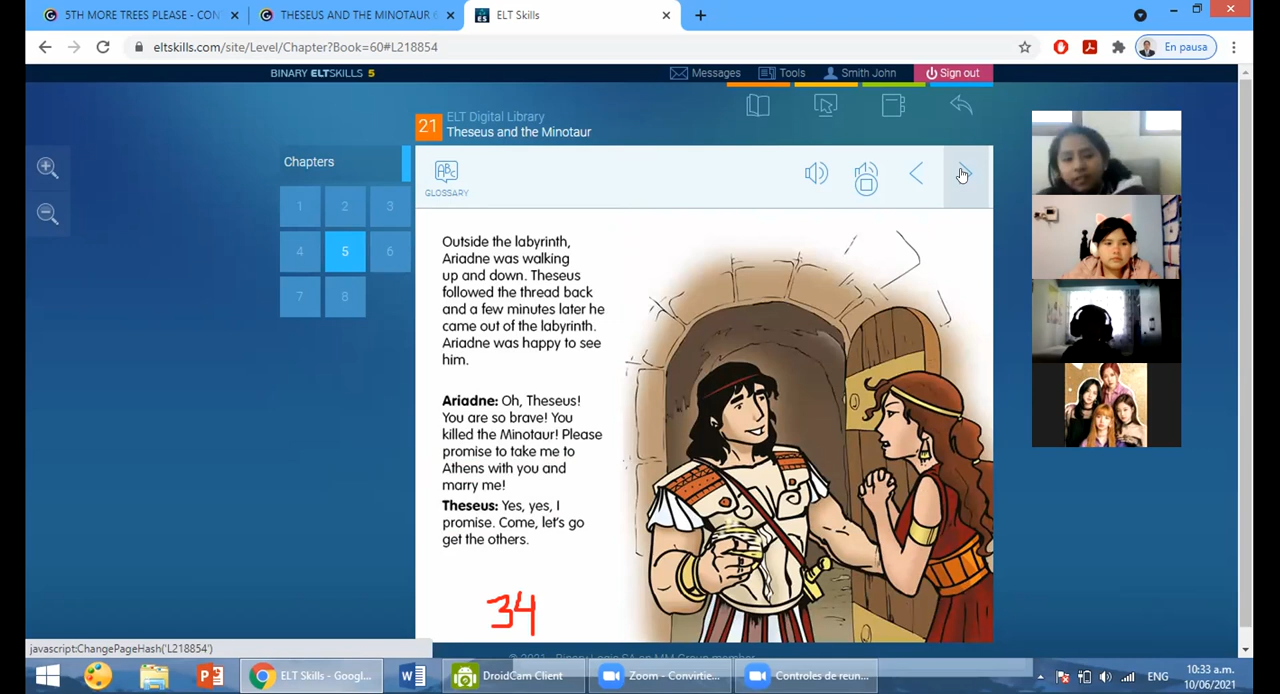 5TH MORE TREES PLEASE - CON
THESEUS AND THE MINOTAUR 6
ELT Skills
eltskills.com/site/Level/Chapter?Book=60#L218854
En pausa
BINARY ELTSKILLS 5
Messages
Tools
Smith John
Sign out
21
ELT Digital Library
Theseus and the Minotaur
Chapters
1 2 3
4 5 6
7 8
ABC
GLOSSARY
Outside the labyrinth,
Ariadne was walking
up and down. Theseus
followed the thread back
and a few minutes later he
came out of the labyrinth.
Ariadne was happy to see
him.
Ariadne: Oh, Theseus!
You are so brave! You
killed the Minotaur! Please
promise to take me to
Athens with you and
marry me!
Theseus: Yes, yes, I
promise. Come, let's go
get the others.
34
javascript:ChangePageHash('L218854')
ELT Skills - Googl...
DroidCam Client
Zoom - Convirtie...
Controles de reun...
ENG
10:33 a.m.
10/06/2021